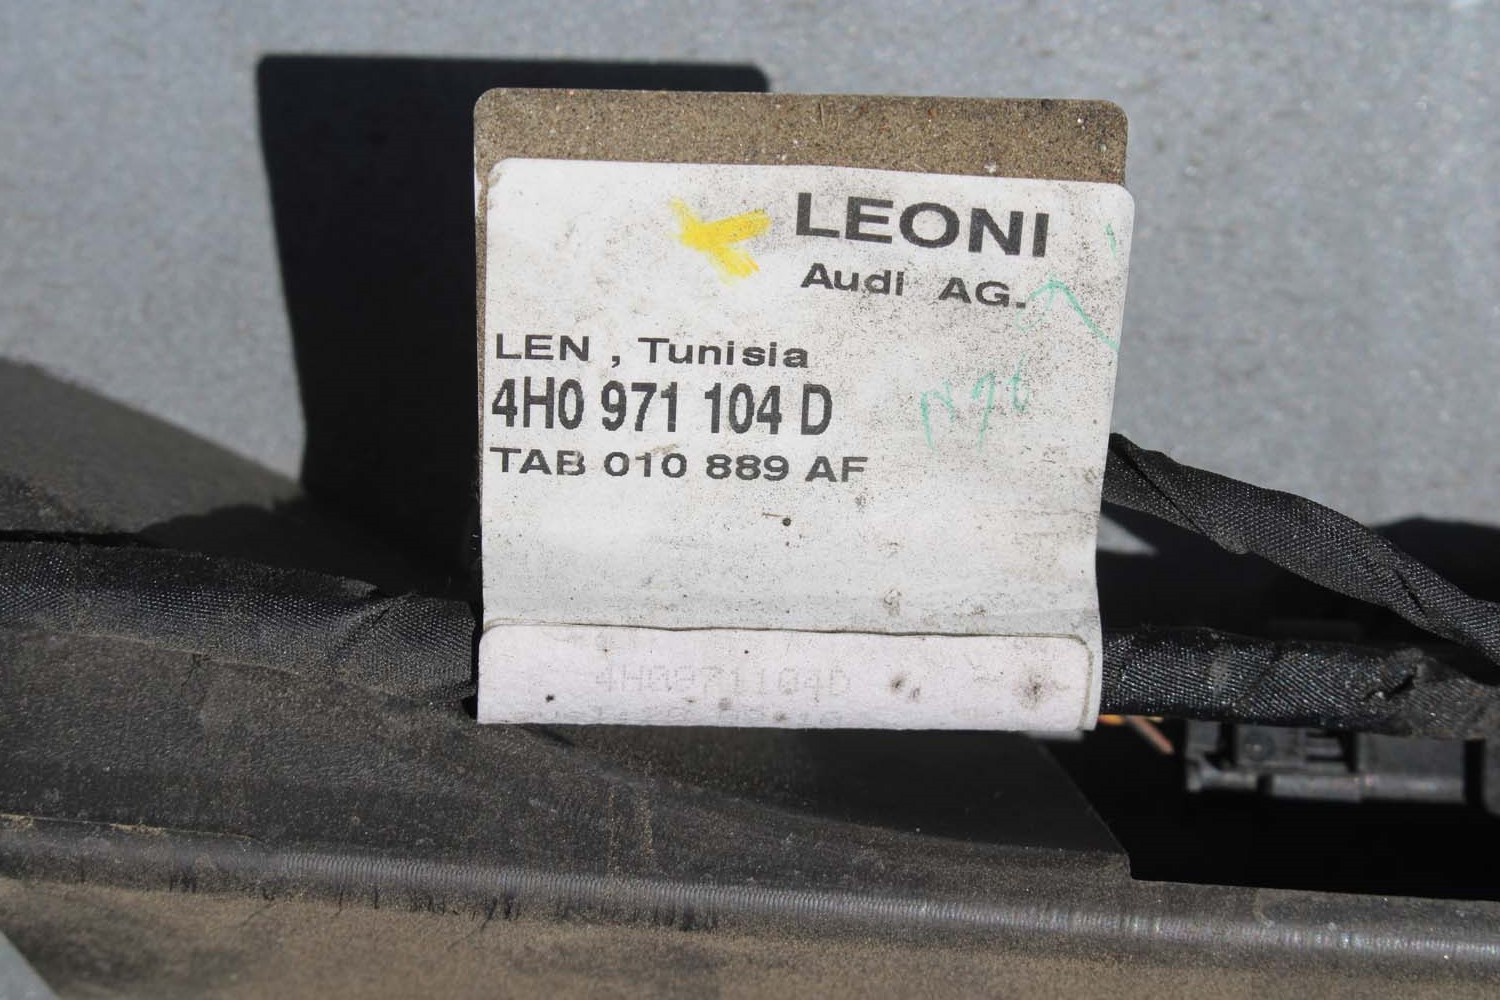 LEONI
Audi AG.
LEN , Tunisia
4H0 971 104 D
TAB 010 889 AF
4H0971104D